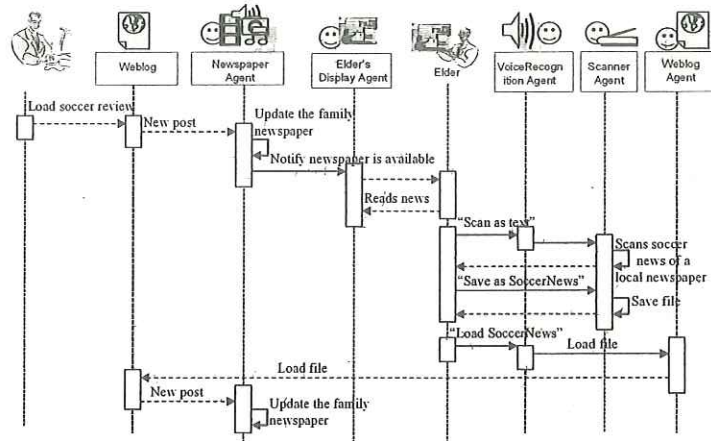 Weblog
Newspaper
Agent
'Elder's
Display Agent
Elder
VoiceRecogn
ition Agent
Scanner
Agent
Weblog
Agent
Load soccer review
New post
Update the family
newspaper
Notify newspaper is available
Reads news
"Scan as text"
Scans soccer
news of a
local newspaper
"Save as SoccerNews"
Save file
"Load SoccerNews"
Load file
Load file
New post
Update the family
newspaper